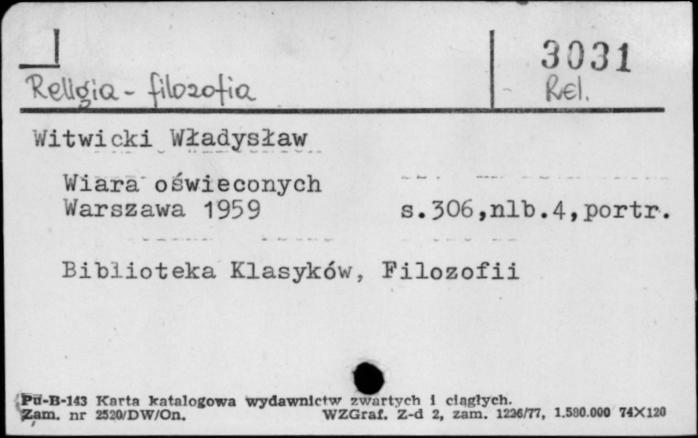 3031
Religia - filozofia
Rel.
Witwicki Władysław
Wiara oświeconych
Warszawa 1959 s.306,nlb.4,portr.
Biblioteka Klasyków, Filozofii
Pu-B-143 Karta katalogowa wydawnictw zwartych i ciągłych.
Zam. nr 2520/DW/On. WZGraf. Z-d 2, zam. 1226/77, 1.580.000 74X120